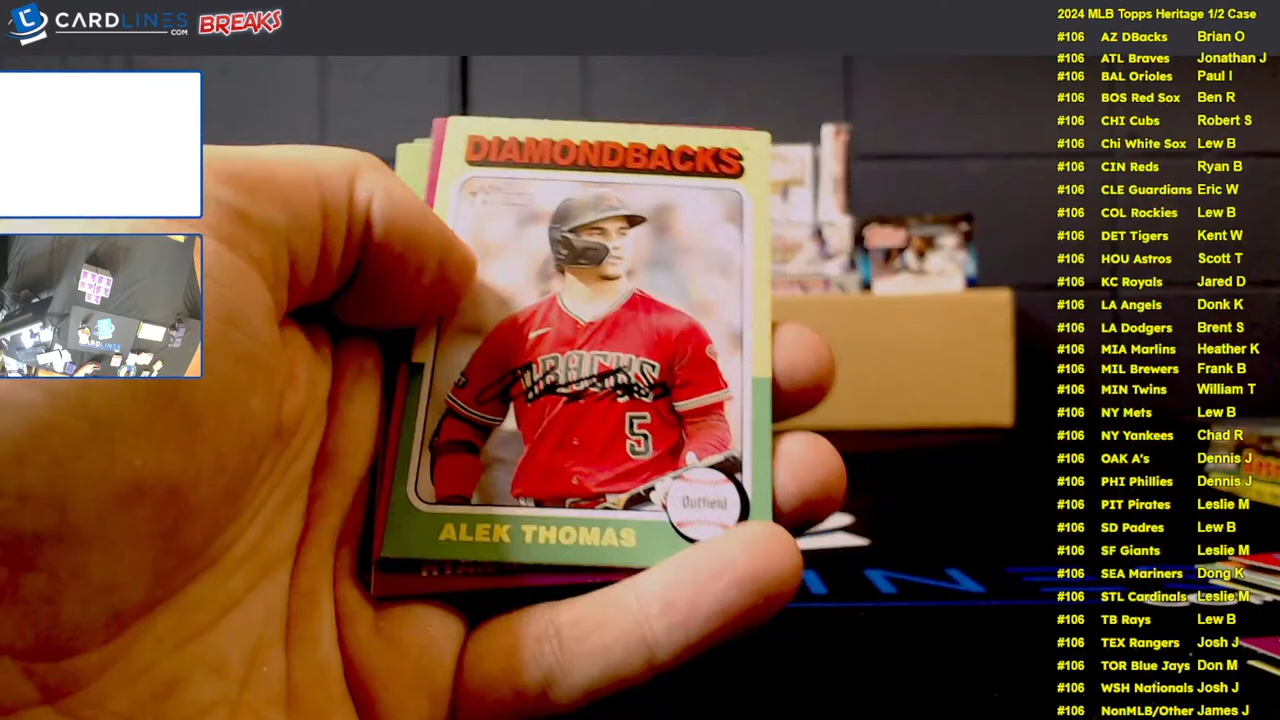 CARDLINES
.COM
BREAKS
DIAMONDBACKS
D-BACKS
5
Outfield
ALEK THOMAS
2024 MLB Topps Heritage 1/2 Case
#106 AZ DBacks Brian O
#106 ATL Braves Jonathan J
#106 BAL Orioles Paul I
#106 BOS Red Sox Ben R
#106 CHI Cubs Robert S
#106 Chi White Sox Lew B
#106 CIN Reds Ryan B
#106 CLE Guardians Eric W
#106 COL Rockies Lew B
#106 DET Tigers Kent W
#106 HOU Astros Scott T
#106 KC Royals Jared D
#106 LA Angels Donk K
#106 LA Dodgers Brent S
#106 MIA Marlins Heather K
#106 MIL Brewers Frank B
#106 MIN Twins William T
#106 NY Mets Lew B
#106 NY Yankees Chad R
#106 OAK A's Dennis J
#106 PHI Phillies Dennis J
#106 PIT Pirates Leslie M
#106 SD Padres Lew B
#106 SF Giants Leslie M
#106 SEA Mariners Dong K
#106 STL Cardinals Leslie M
#106 TB Rays Lew B
#106 TEX Rangers Josh J
#106 TOR Blue Jays Don M
#106 WSH Nationals Josh J
#106 NonMLB/Other James J